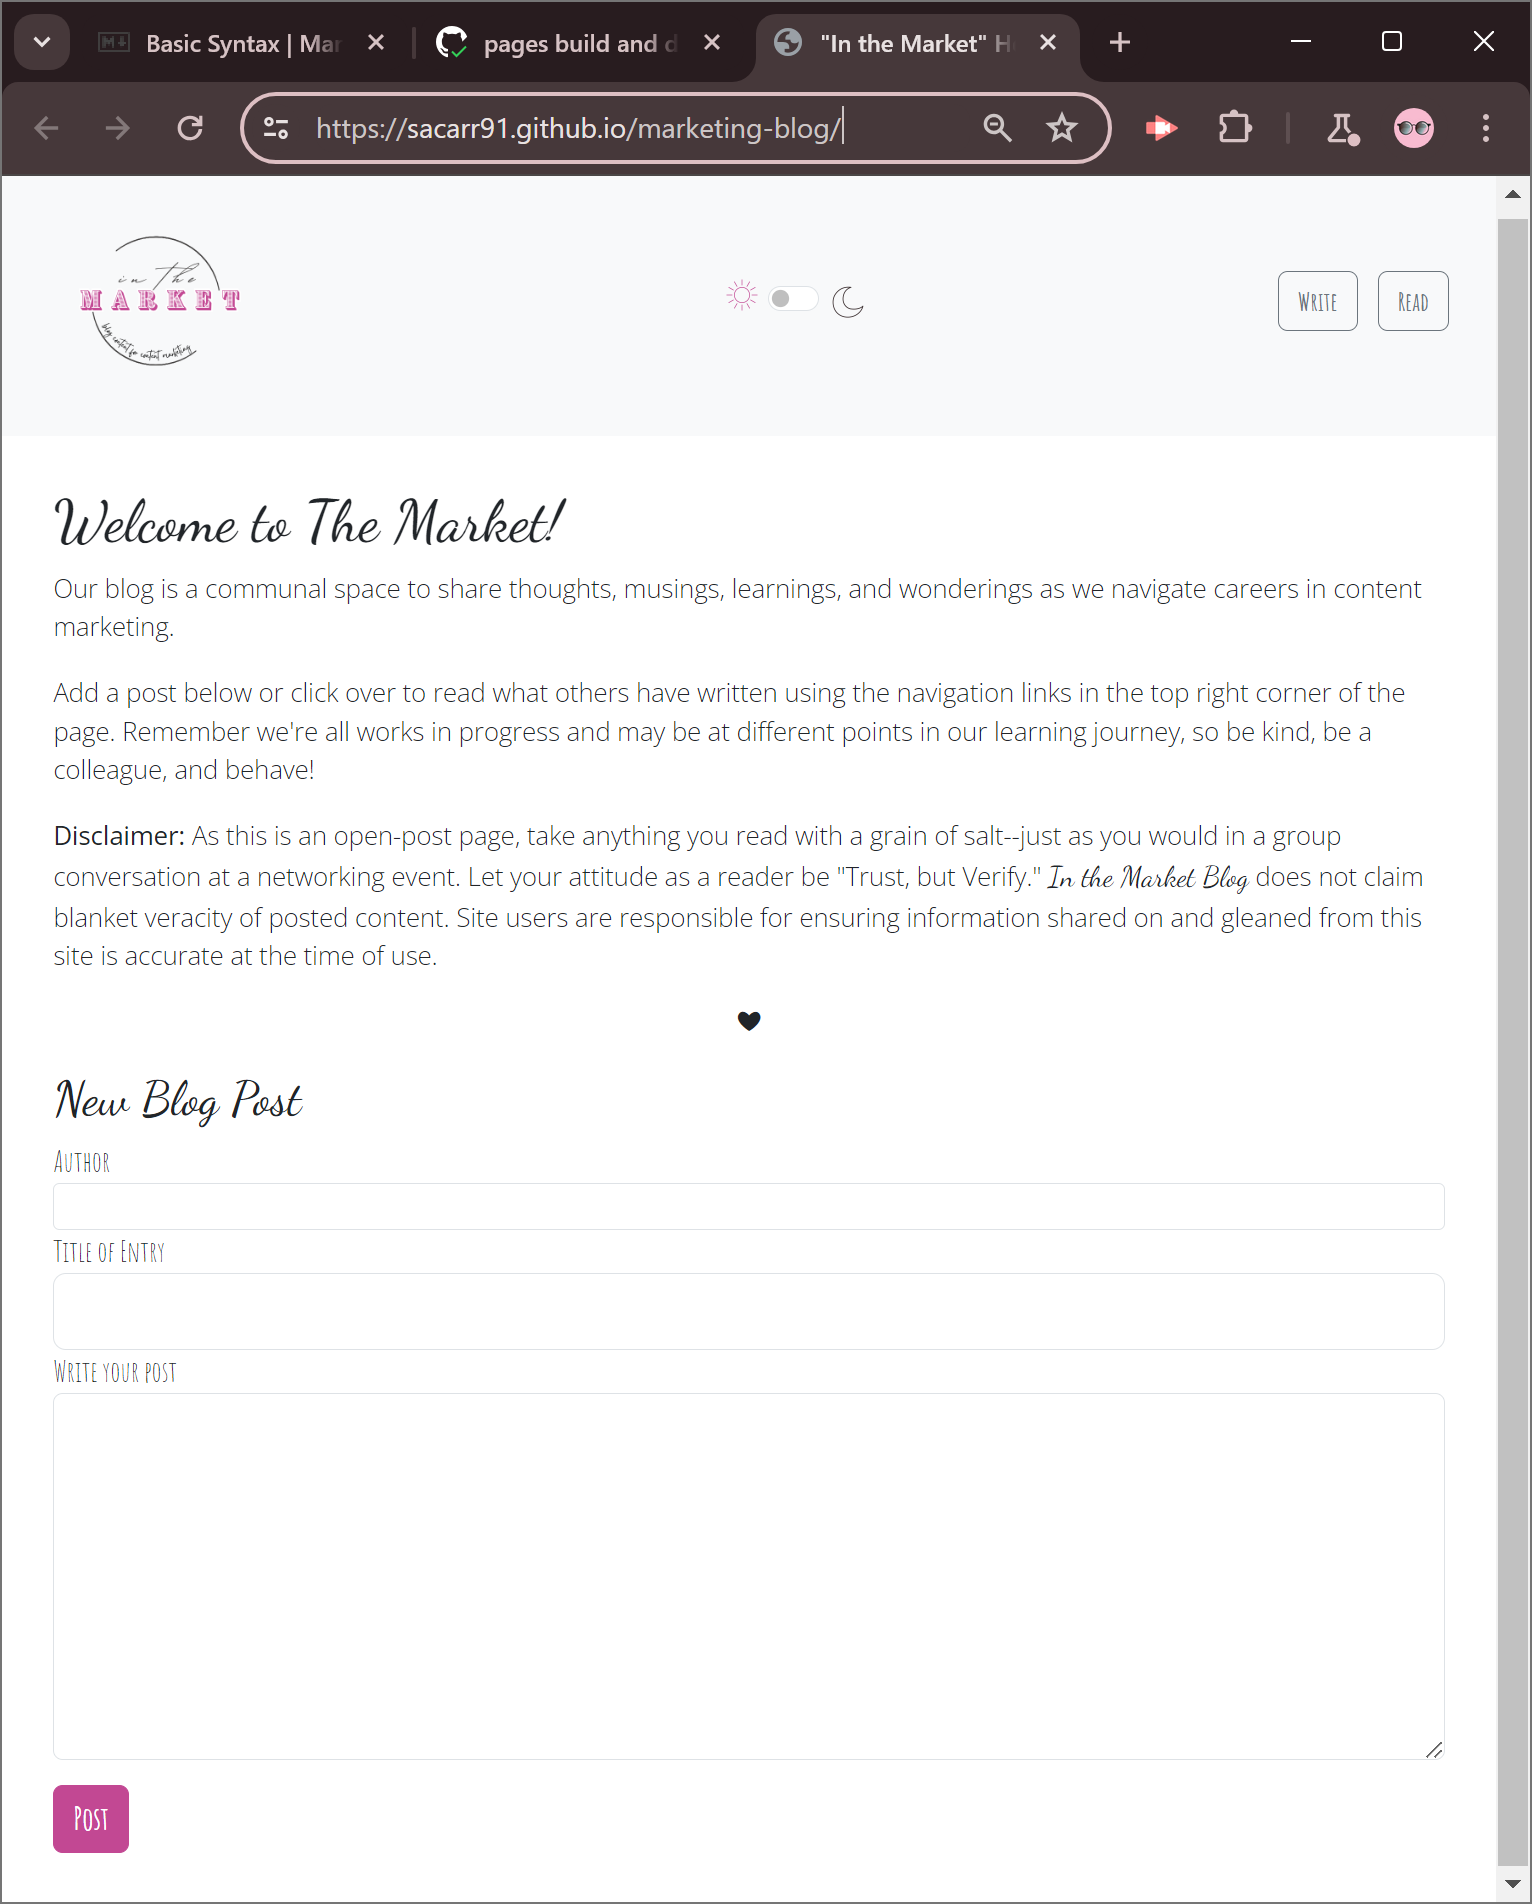 Basic Syntax | Mar
pages build and d
"In the Market" H
https://sacarr91.github.io/marketing-blog/
in the
MARKET
blog content for content marketing
Write
Read
Welcome to The Market!
Our blog is a communal space to share thoughts, musings, learnings, and wonderings as we navigate careers in content
marketing.
Add a post below or click over to read what others have written using the navigation links in the top right corner of the
page. Remember we're all works in progress and may be at different points in our learning journey, so be kind, be a
colleague, and behave!
Disclaimer: As this is an open-post page, take anything you read with a grain of salt--just as you would in a group
conversation at a networking event. Let your attitude as a reader be "Trust, but Verify." In the Market Blog does not claim
blanket veracity of posted content. Site users are responsible for ensuring information shared on and gleaned from this
site is accurate at the time of use.
New Blog Post
Author
Title of Entry
Write your post
Post